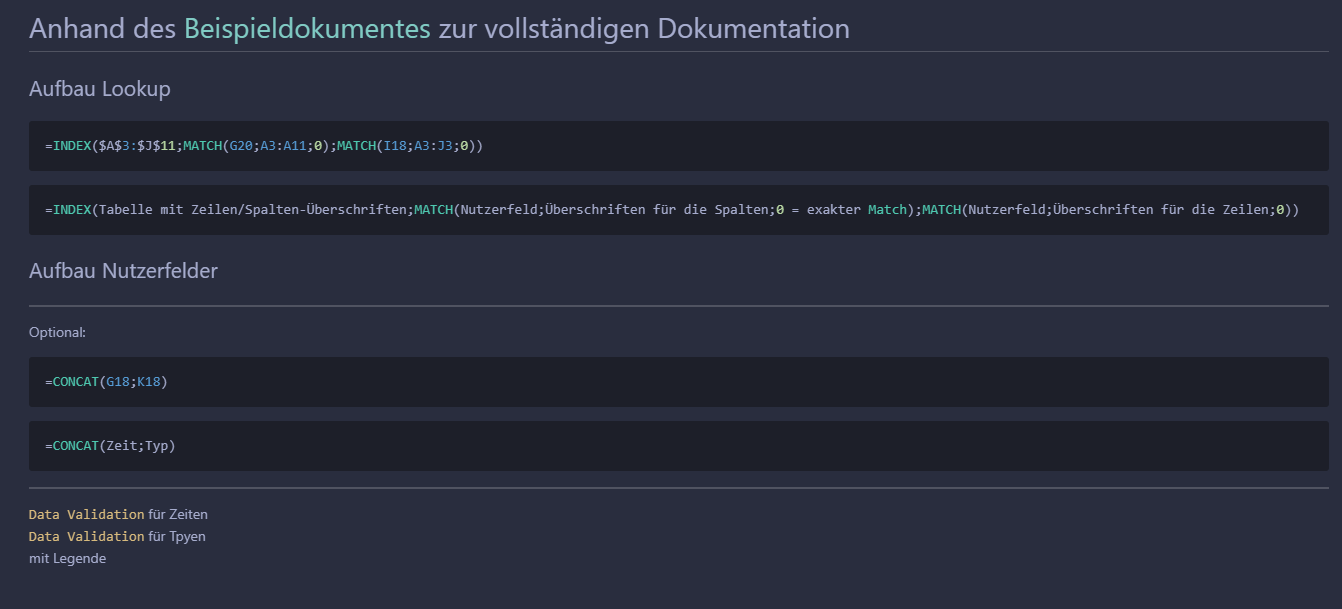 Anhand des Beispieldokumentes zur vollständigen Dokumentation
Aufbau Lookup
=INDEX($A$3:$J$11;MATCH(G20;A3:A11;0);MATCH(I18;A3:J3;0))
=INDEX(Tabelle mit Zeilen/Spalten-Überschriften;MATCH(Nutzerfeld;Überschriften für die Spalten;0 = exakter Match);MATCH(Nutzerfeld;Überschriften für die Zeilen;0))
Aufbau Nutzerfelder
Optional:
=CONCAT(G18;K18)
=CONCAT(Zeit;Typ)
Data Validation für Zeiten
Data Validation für Tpyen
mit Legende